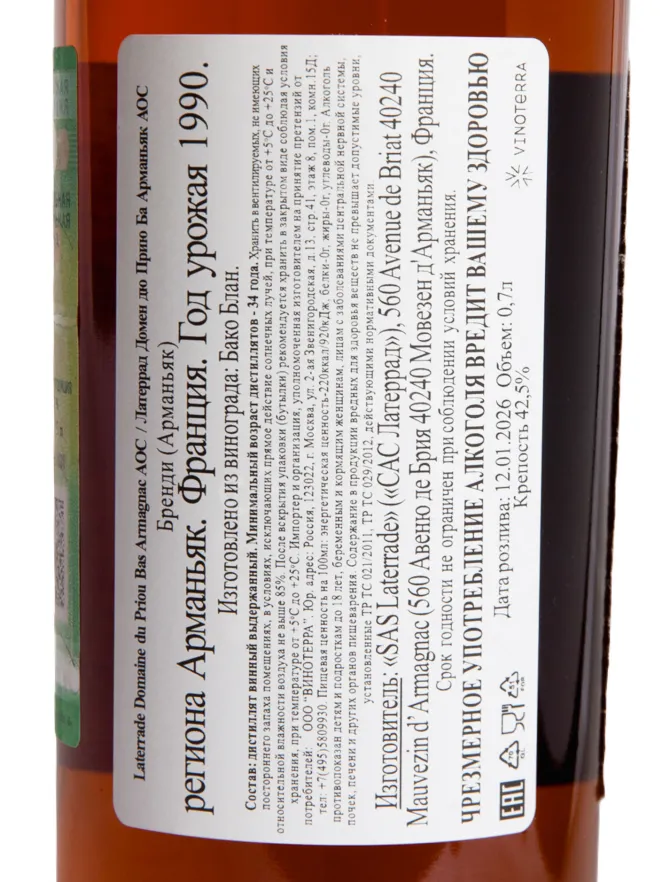 Laterrade Domaine du Priou Bas Armagnac AOC / Латеррад Домен дю Прию Ба Арманьяк АОС
Бренди (Арманьяк)
региона Арманьяк. Франция. Год урожая 1990.
Изготовлено из винограда: Бако Блан.
Состав: дистиллят винный выдержанный. Минимальный возраст дистиллятов - 34 года. Хранить в вентилируемых, не имеющих
постороннего запаха помещениях, в условиях, исключающих прямое действие солнечных лучей, при температуре от +5°С до +25°С и
относительной влажности воздуха не выше 85%. После вскрытия упаковки (бутылки) рекомендуется хранить в закрытом виде соблюдая условия
хранения, при температуре от +5°С до +25°С. Импортер и организация, уполномоченная изготовителем на принятие претензий от
потребителей: ООО "ВИНОТЕРРА". Юр. адрес: Россия, 123022, г. Москва, ул. 2-ая Звенигородская, д.13, стр 41, этаж 8, пом.1, комн.15Д;
тел: +7(495)5809930. Пищевая ценность на 100мл: энергетическая ценность-220ккал/920кДж, белки-0г, жиры-0г, углеводы-0г. Алкоголь
противопоказан детям и подросткам до 18 лет, беременным и кормящим женщинам, лицам с заболеваниями центральной нервной системы,
почек, печени и других органов пищеварения. Содержание в продукции вредных для здоровья веществ не превышает допустимые уровни,
установленные ТР ТС 021/2011, ТР ТС 029/2012, действующими нормативными документами.
Изготовитель: «SAS Laterrade» («САС Латеррад»), 560 Avenue de Briat 40240
Mauvezin d’Armagnac (560 Авеню де Брия 40240 Мовезен д'Арманьяк), Франция.
Срок годности не ограничен при соблюдении условий хранения.
ЧРЕЗМЕРНОЕ УПОТРЕБЛЕНИЕ АЛКОГОЛЯ ВРЕДИТ ВАШЕМУ ЗДОРОВЬЮ
Дата розлива: 12.01.2026 Объем: 0,7л
Крепость 42,5%
EAC
70
GL
VINOTERRA